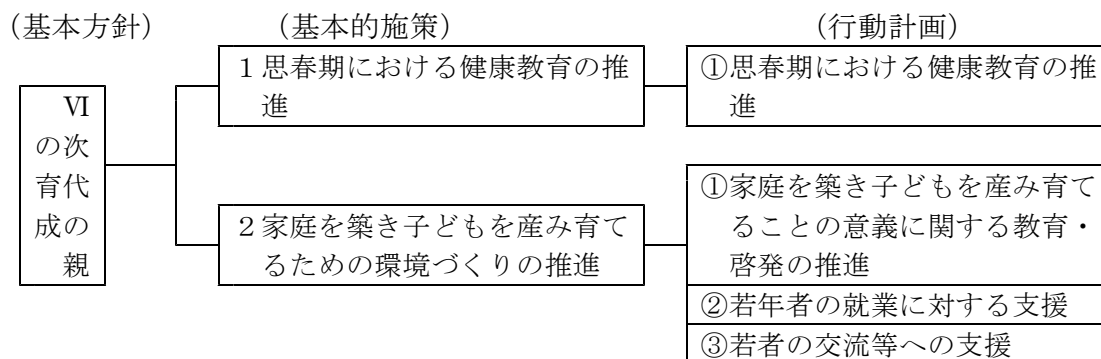 (基本方針)
(基本的施策)
(行動計画)
Ⅵ次代の親
の育成
1 思春期における健康教育の推
進
①思春期における健康教育の推
進
2 家庭を築き子どもを産み育て
るための環境づくりの推進
①家庭を築き子どもを産み育て
ることの意義に関する教育・
啓発の推進
②若年者の就業に対する支援
③若者の交流等への支援